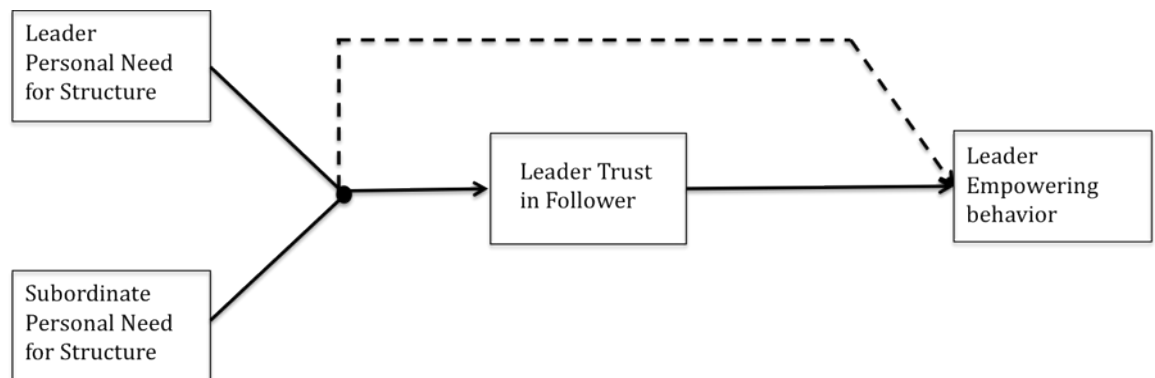 Leader
Personal Need
for Structure
Leader Trust
in Follower
Leader
Empowering
behavior
Subordinate
Personal Need
for Structure